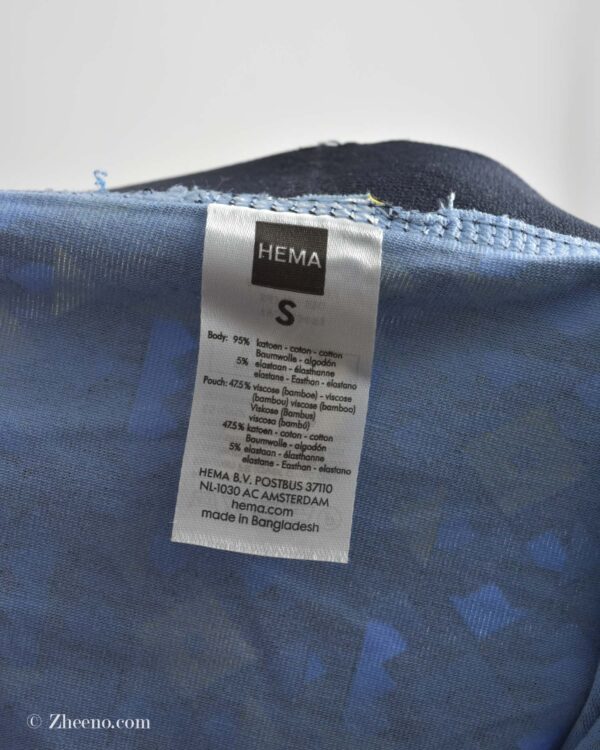 HEMA
S
Body: 95% katoen - coton - cotton
Baumwolle - algodón
5% elastaan - élasthanne
elastane - Easthan - elastano
Pouch: 47.5% viscose (bamboe) - viscose
(bambou) viscose (bamboo)
Viskose (Bambus)
viscosa (bambú)
47.5% katoen - coton - cotton
Baumwolle - algodón
5% elastaan - élasthanne
elastane - Easthan - elastano
HEMA B.V. POSTBUS 37110
NL-1030 AC AMSTERDAM
hema.com
made in Bangladesh
© Zheeno.com